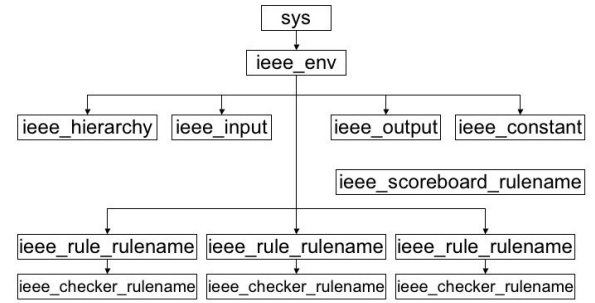 sys
ieee_env
ieee_hierarchy ieee_input ieee_output ieee_constant
ieee_scoreboard_rulename
ieee_rule_rulename ieee_rule_rulename ieee_rule_rulename
ieee_checker_rulename ieee_checker_rulename ieee_checker_rulename